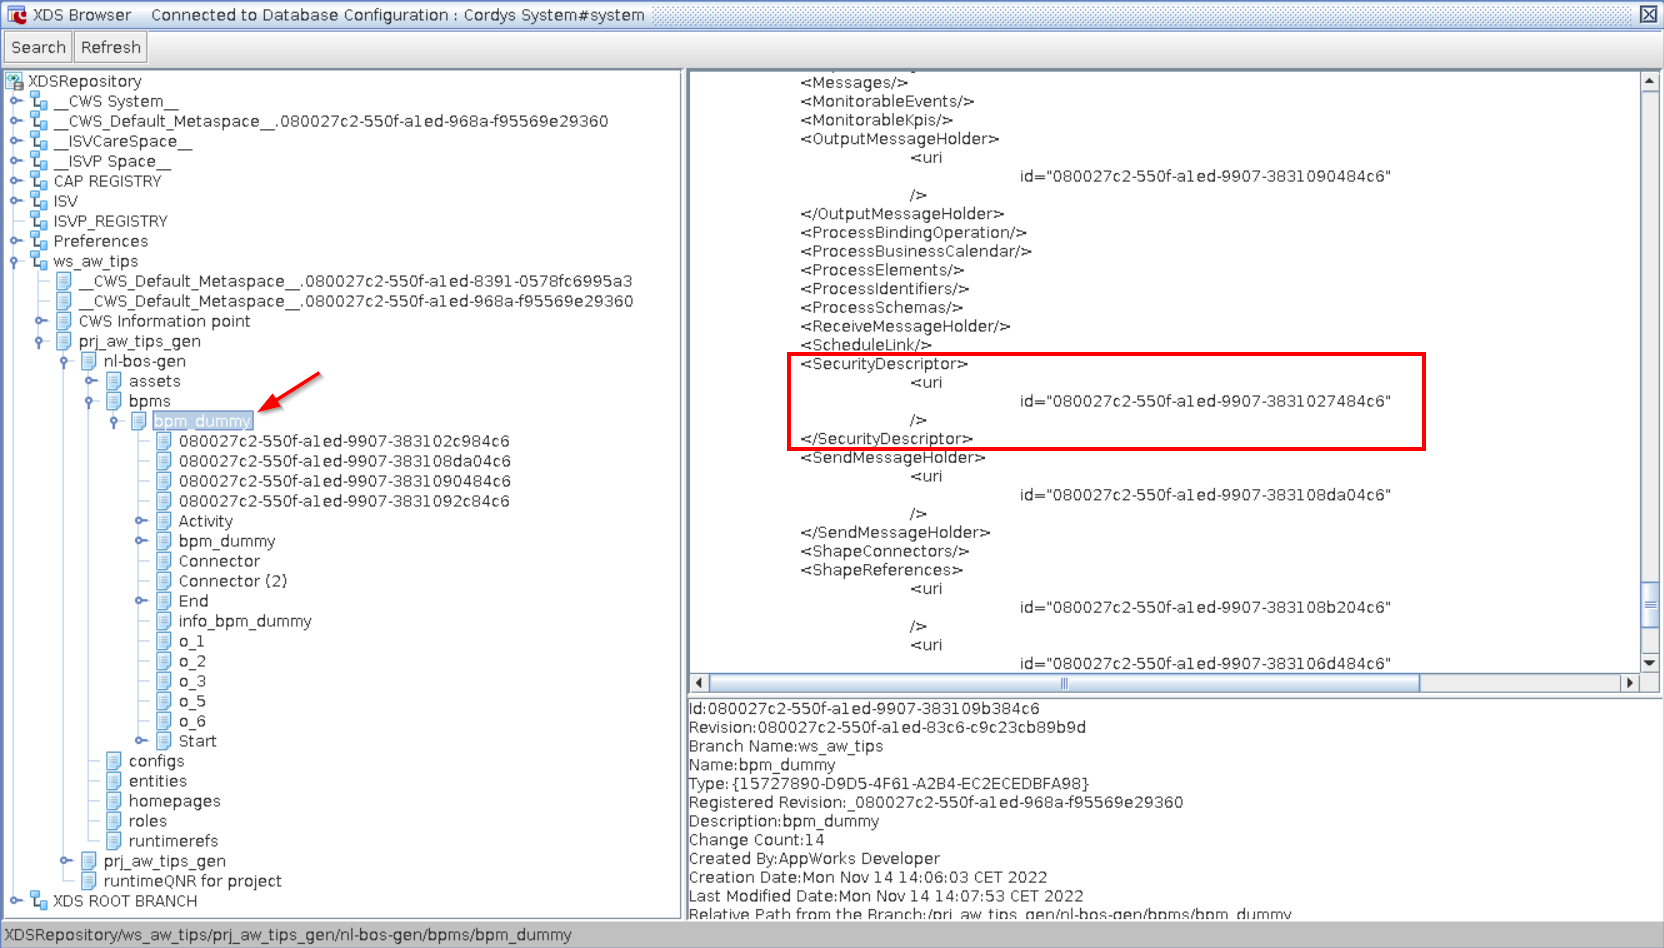 XDS Browser    Connected to Database Configuration : Cordys System#system
Search Refresh
XDSRepository
__CWS System__
__CWS_Default_Metaspace__.080027c2-550f-a1ed-968a-f95569e29360
__ISVCareSpace__
__ISVP Space__
CAP REGISTRY
ISV
ISVP_REGISTRY
Preferences
ws_aw_tips
__CWS_Default_Metaspace__.080027c2-550f-a1ed-8391-0578fc6995a3
__CWS_Default_Metaspace__.080027c2-550f-a1ed-968a-f95569e29360
CWS Information point
prj_aw_tips_gen
nl-bos-gen
assets
bpms
bpm_dummy
080027c2-550f-a1ed-9907-383102c984c6
080027c2-550f-a1ed-9907-383108da04c6
080027c2-550f-a1ed-9907-3831090484c6
080027c2-550f-a1ed-9907-3831092c84c6
Activity
bpm_dummy
Connector
Connector {2}
End
info_bpm_dummy
o_1
o_2
o_3
o_5
o_6
Start
configs
entities
homepages
roles
runtimerefs
prj_aw_tips_gen
runtimeQNR for project
XDS ROOT BRANCH
<Messages/>
<MonitorableEvents/>
<MonitorableKpis/>
<OutputMessageHolder>
<uri
id="080027c2-550f-a1ed-9907-3831090484c6"
/>
</OutputMessageHolder>
<ProcessBindingOperation/>
<ProcessBusinessCalendar/>
<ProcessElements/>
<ProcessIdentifiers/>
<ProcessSchemas/>
<ReceiveMessageHolder/>
<ScheduleLink/>
<SecurityDescriptor>
<uri
id="080027c2-550f-a1ed-9907-3831027484c6"
/>
</SecurityDescriptor>
<SendMessageHolder>
<uri
id="080027c2-550f-a1ed-9907-383108da04c6"
/>
</SendMessageHolder>
<ShapeConnectors/>
<ShapeReferences>
<uri
id="080027c2-550f-a1ed-9907-383108b204c6"
/>
<uri
id="080027c2-550f-a1ed-9907-383106d484c6"
Id:080027c2-550f-a1ed-9907-383109b384c6
Revision:080027c2-550f-a1ed-83c6-c9c23cb89b9d
Branch Name:ws_aw_tips
Name:bpm_dummy
Type: {15727890-D9D5-4F61-A2B4-EC2ECEDBFA98}
Registered Revision:_080027c2-550f-a1ed-968a-f95569e29360
Description:bpm_dummy
Change Count:14
Created By:AppWorks Developer
Creation Date:Mon Nov 14 14:06:03 CET 2022
Last Modified Date:Mon Nov 14 14:07:53 CET 2022
Relative Path from the Branch:/prj_aw_tips_gen/nl-bos-gen/bpms/bpm_dummy
XDSRepository/ws_aw_tips/prj_aw_tips_gen/nl-bos-gen/bpms/bpm_dummy